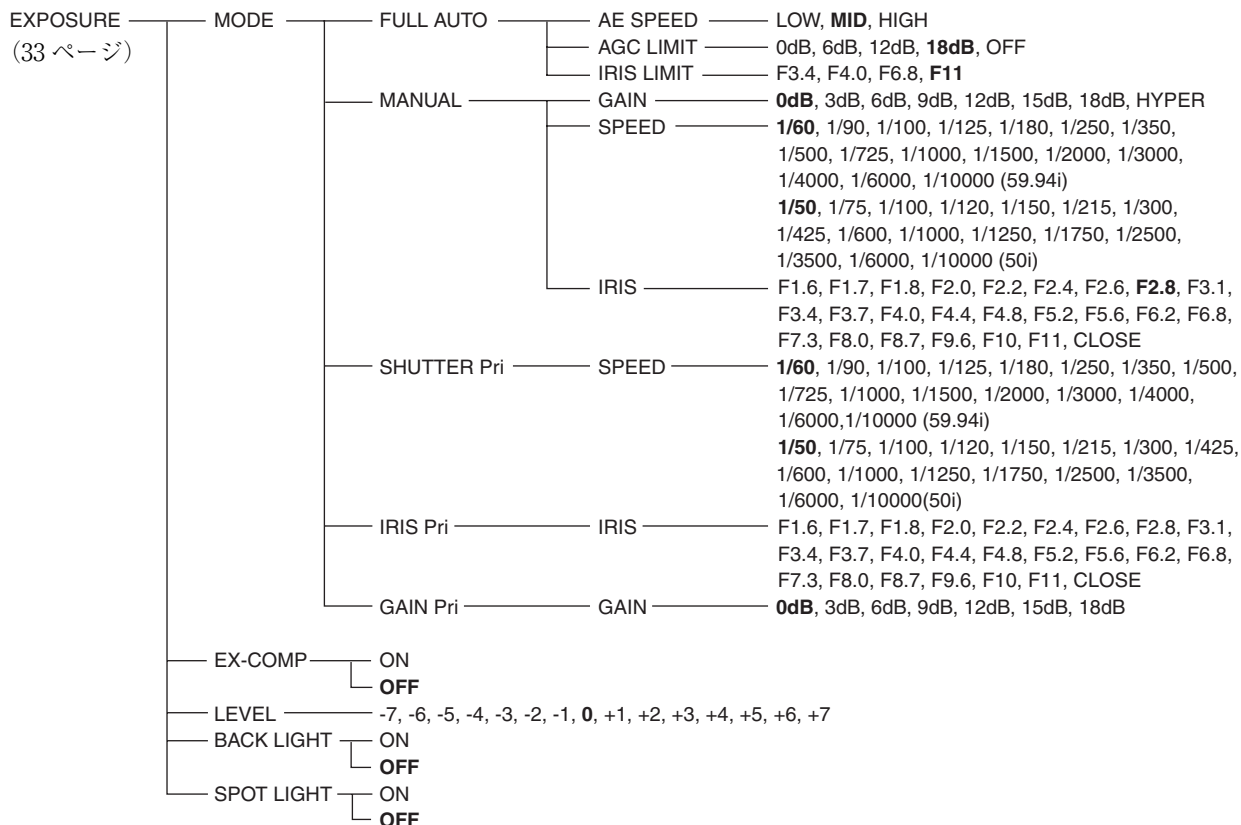 EXPOSURE MODE FULL AUTO AE SPEED LOW, MID, HIGH
(33 ページ) AGC LIMIT 0dB, 6dB, 12dB, 18dB, OFF
IRIS LIMIT F3.4, F4.0, F6.8, F11
MANUAL GAIN 0dB, 3dB, 6dB, 9dB, 12dB, 15dB, 18dB, HYPER
SPEED 1/60, 1/90, 1/100, 1/125, 1/180, 1/250, 1/350,
1/500, 1/725, 1/1000, 1/1500, 1/2000, 1/3000,
1/4000, 1/6000, 1/10000 (59.94i)
1/50, 1/75, 1/100, 1/120, 1/150, 1/215, 1/300,
1/425, 1/600, 1/1000, 1/1250, 1/1750, 1/2500,
1/3500, 1/6000, 1/10000 (50i)
IRIS F1.6, F1.7, F1.8, F2.0, F2.2, F2.4, F2.6, F2.8, F3.1,
F3.4, F3.7, F4.0, F4.4, F4.8, F5.2, F5.6, F6.2, F6.8,
F7.3, F8.0, F8.7, F9.6, F10, F11, CLOSE
SHUTTER Pri SPEED 1/60, 1/90, 1/100, 1/125, 1/180, 1/250, 1/350, 1/500,
1/725, 1/1000, 1/1500, 1/2000, 1/3000, 1/4000,
1/6000,1/10000 (59.94i)
1/50, 1/75, 1/100, 1/120, 1/150, 1/215, 1/300, 1/425,
1/600, 1/1000, 1/1250, 1/1750, 1/2500, 1/3500,
1/6000, 1/10000(50i)
IRIS Pri IRIS F1.6, F1.7, F1.8, F2.0, F2.2, F2.4, F2.6, F2.8, F3.1,
F3.4, F3.7, F4.0, F4.4, F4.8, F5.2, F5.6, F6.2, F6.8,
F7.3, F8.0, F8.7, F9.6, F10, F11, CLOSE
GAIN Pri GAIN 0dB, 3dB, 6dB, 9dB, 12dB, 15dB, 18dB
EX-COMP ON
OFF
LEVEL -7, -6, -5, -4, -3, -2, -1, 0, +1, +2, +3, +4, +5, +6, +7
BACK LIGHT ON
OFF
SPOT LIGHT ON
OFF